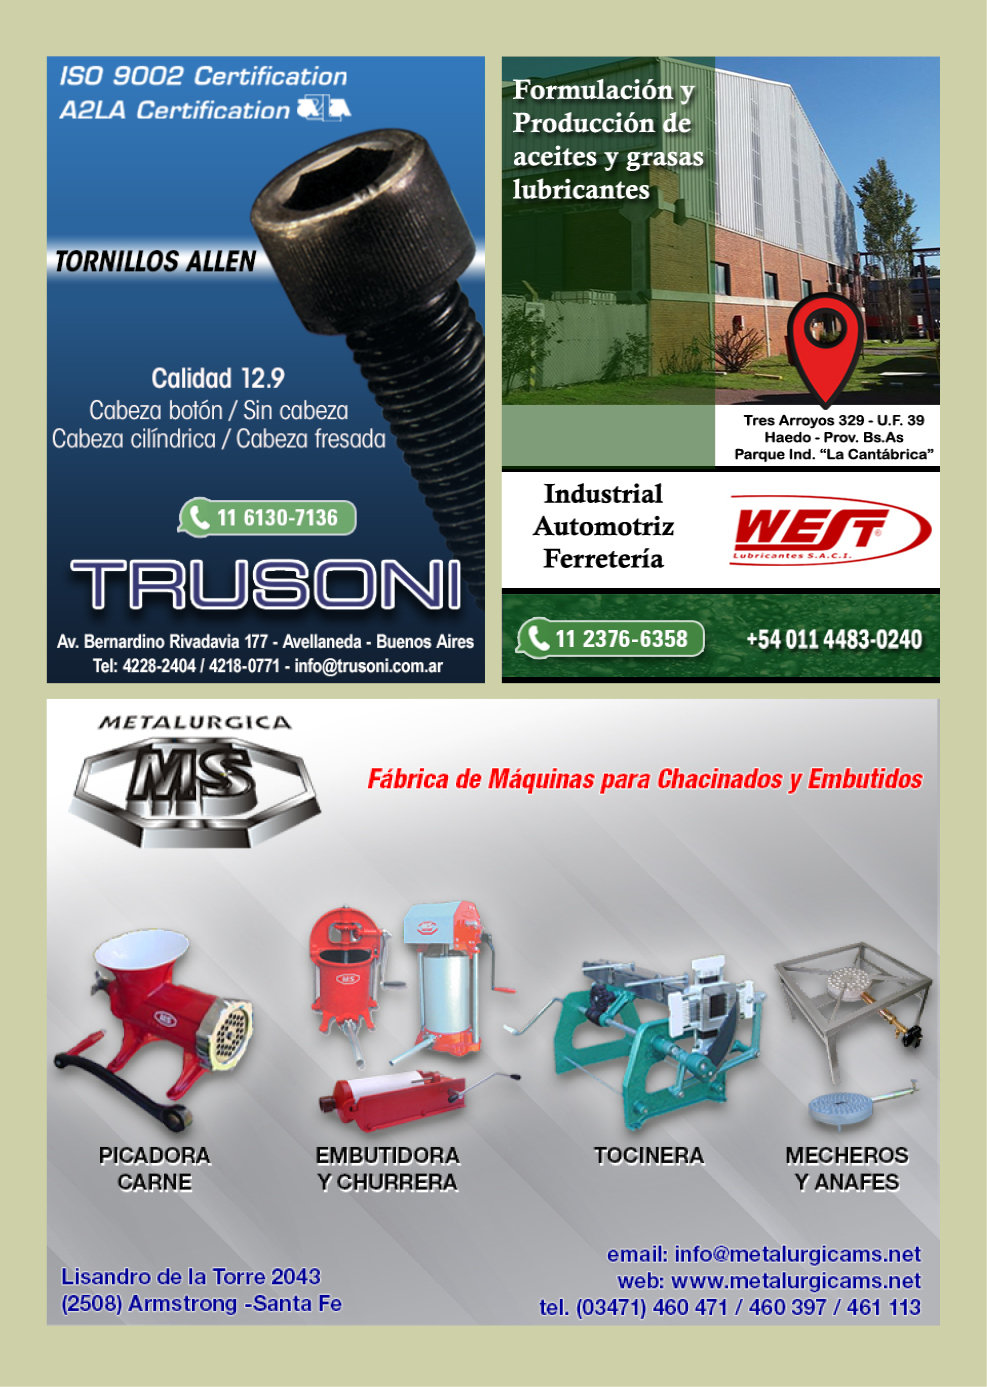 ISO 9002 Certification
A2LA Certification
TORNILLOS ALLEN
Calidad 12.9
Cabeza botón / Sin cabeza
Cabeza cilíndrica / Cabeza fresada
11 6130-7136
TRUSONI
Av. Bernardino Rivadavia 177 - Avellaneda - Buenos Aires
Tel: 4228-2404 / 4218-0771 - info@trusoni.com.ar
Formulación y
Producción de
aceites y grasas
lubricantes
Tres Arroyos 329 - U.F. 39
Haedo - Prov. Bs.As
Parque Ind. “La Cantábrica”
Industrial
Automotriz
Ferretería
WEST®
Lubricantes S.A.C.I.
11 2376-6358
+54 011 4483-0240
METALURGICA
MS
Fábrica de Máquinas para Chacinados y Embutidos
MS
MS
PICADORA
CARNE
EMBUTIDORA
Y CHURRERA
TOCINERA
MECHEROS
Y ANAFES
Lisandro de la Torre 2043
(2508) Armstrong -Santa Fe
email: info@metalurgicams.net
web: www.metalurgicams.net
tel. (03471) 460 471 / 460 397 / 461 113